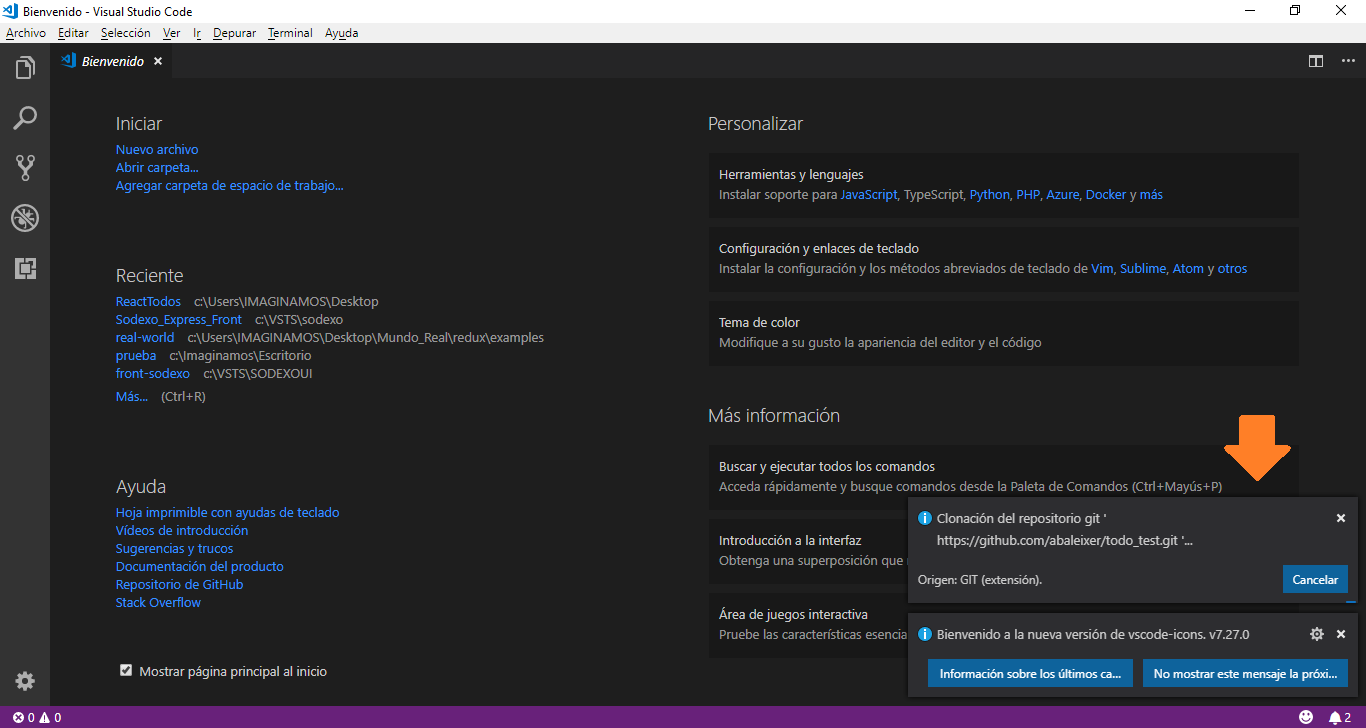 Bienvenido - Visual Studio Code
Archivo Editar Selección Ver Ir Depurar Terminal Ayuda
Bienvenido
Iniciar
Nuevo archivo
Abrir carpeta...
Agregar carpeta de espacio de trabajo...
Reciente
ReactTodos c:\Users\IMAGINAMOS\Desktop
Sodexo_Express_Front c:\VSTS\sodexo
real-world c:\Users\IMAGINAMOS\Desktop\Mundo_Real\redux\examples
prueba c:\Imaginamos\Escritorio
front-sodexo c:\VSTS\SODEXOUI
Más... (Ctrl+R)
Ayuda
Hoja imprimible con ayudas de teclado
Vídeos de introducción
Sugerencias y trucos
Documentación del producto
Repositorio de GitHub
Stack Overflow
Mostrar página principal al inicio
Personalizar
Herramientas y lenguajes
Instalar soporte para JavaScript, TypeScript, Python, PHP, Azure, Docker y más
Configuración y enlaces de teclado
Instalar la configuración y los métodos abreviados de teclado de Vim, Sublime, Atom y otros
Tema de color
Modifique a su gusto la apariencia del editor y el código
Más información
Buscar y ejecutar todos los comandos
Acceda rápidamente y busque comandos desde la Paleta de Comandos (Ctrl+Mayús+P)
Introducción a la interfaz
Obtenga una superposición que
Área de juegos interactiva
Pruebe las características esencia
Clonación del repositorio git '
https://github.com/abaleixer/todo_test.git '...
Origen: GIT (extensión).
Cancelar
Bienvenido a la nueva versión de vscode-icons. v7.27.0
Información sobre los últimos ca...
No mostrar este mensaje la próxi...
0 0
2